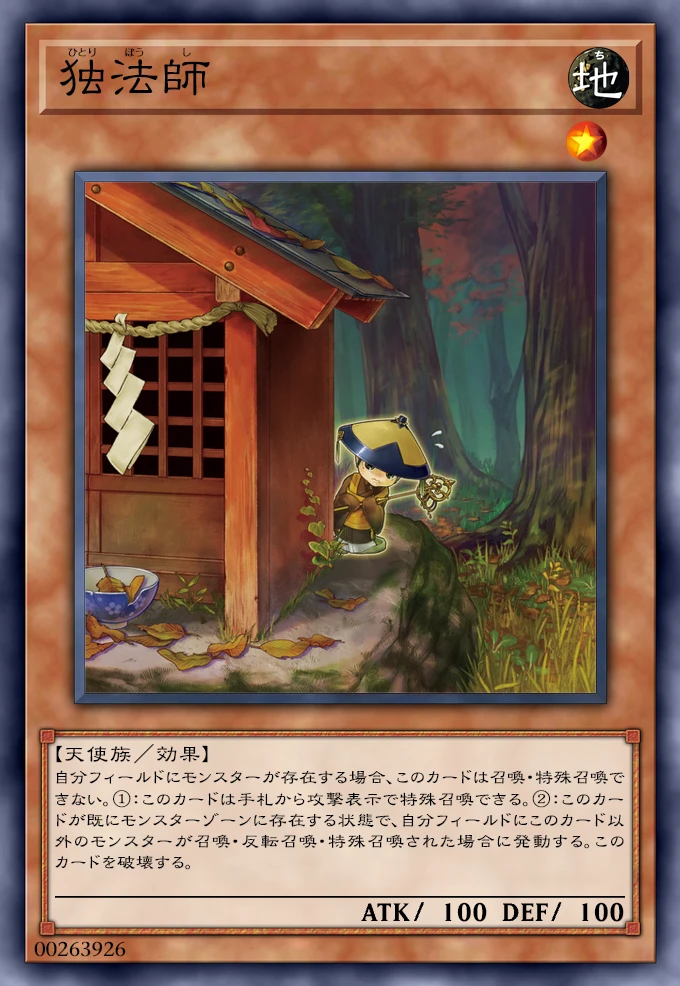 ひとり ぼう し
独法師
ち
地
【天使族／効果】
自分フィールドにモンスターが存在する場合、このカードは召喚・特殊召喚で
きない。①：このカードは手札から攻撃表示で特殊召喚できる。②：このカー
ドが既にモンスターゾーンに存在する状態で、自分フィールドにこのカード以
外のモンスターが召喚・反転召喚・特殊召喚された場合に発動する。この
カードを破壊する。
ATK/ 100 DEF/ 100
00263926